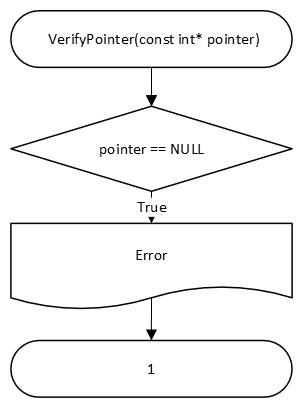 VerifyPointer(const int* pointer)
pointer == NULL
True
Error
1